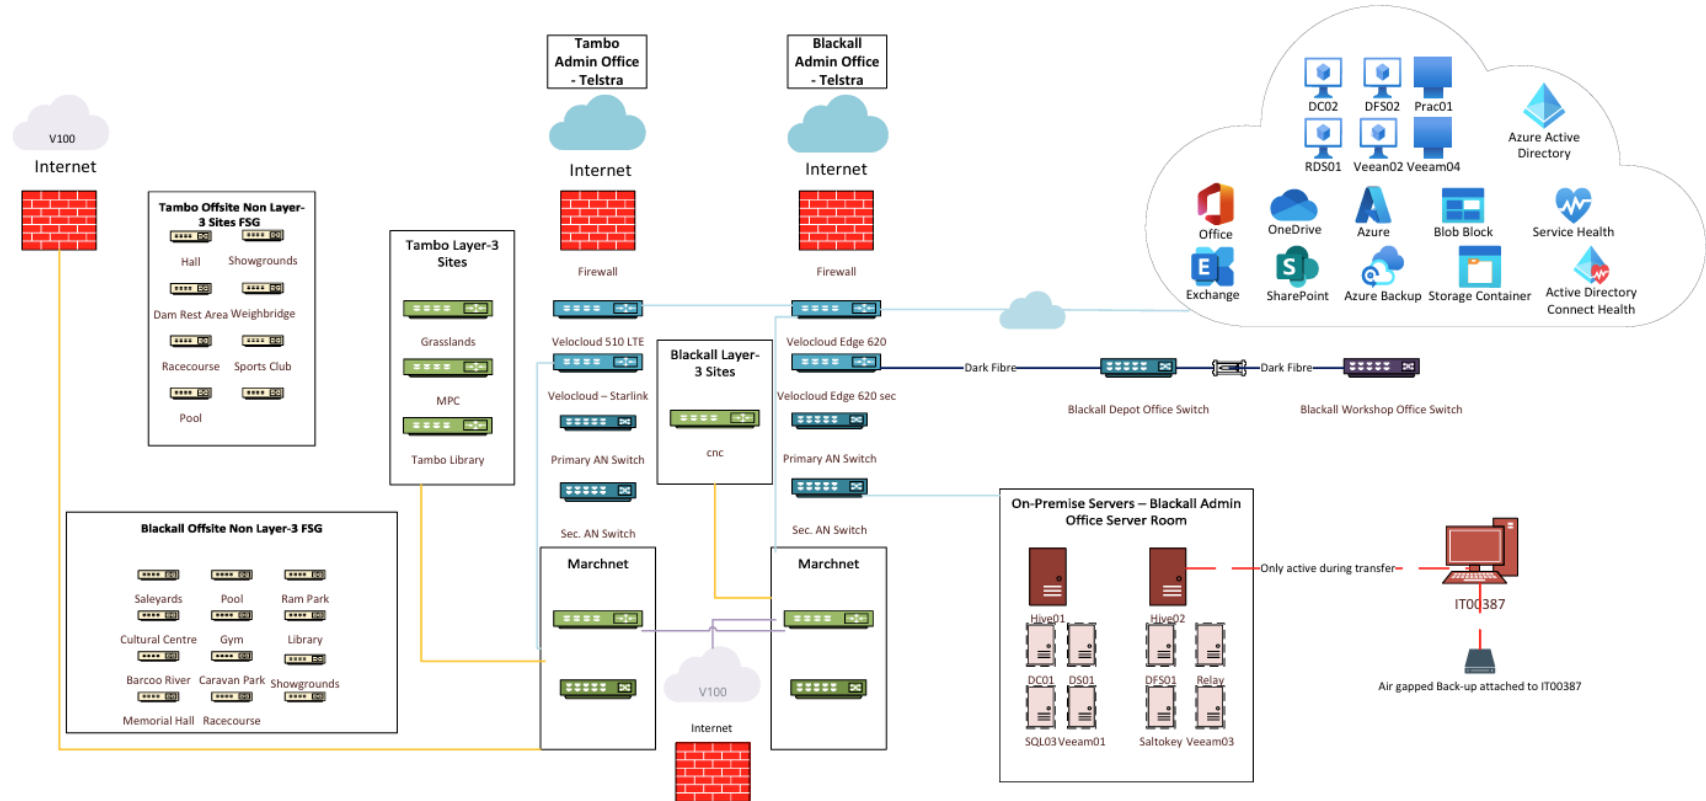 Tambo
Admin Office
- Telstra
Blackall
Admin Office
- Telstra
V100
Internet
Internet
Internet
Firewall
Firewall
Tambo Offsite Non Layer-
3 Sites FSG
Hall
Showgrounds
Dam Rest Area
Weighbridge
Racecourse
Sports Club
Pool
Tambo Layer-3
Sites
Grasslands
MPC
Tambo Library
Velocloud 510 LTE
Velocloud – Starlink
Primary AN Switch
Sec. AN Switch
Blackall Layer-
3 Sites
cnc
Velocloud Edge 620
Velocloud Edge 620 sec
Primary AN Switch
Sec. AN Switch
Dark Fibre
Dark Fibre
Blackall Depot Office Switch
Blackall Workshop Office Switch
DC02
DFS02
Prac01
RDS01
Veean02
Veeam04
Azure Active
Directory
Office
OneDrive
Azure
Blob Block
Service Health
Exchange
SharePoint
Azure Backup
Storage Container
Active Directory
Connect Health
Blackall Offsite Non Layer-3 FSG
Saleyards
Pool
Ram Park
Cultural Centre
Gym
Library
Barcoo River
Caravan Park
Showgrounds
Memorial Hall
Racecourse
Marchnet
Marchnet
V100
Internet
On-Premise Servers – Blackall Admin
Office Server Room
Hive01
Hive02
DC01
DS01
DFS01
Relay
SQL03
Veeam01
Saltokey
Veeam03
Only active during transfer
IT00387
Air gapped Back-up attached to IT00387